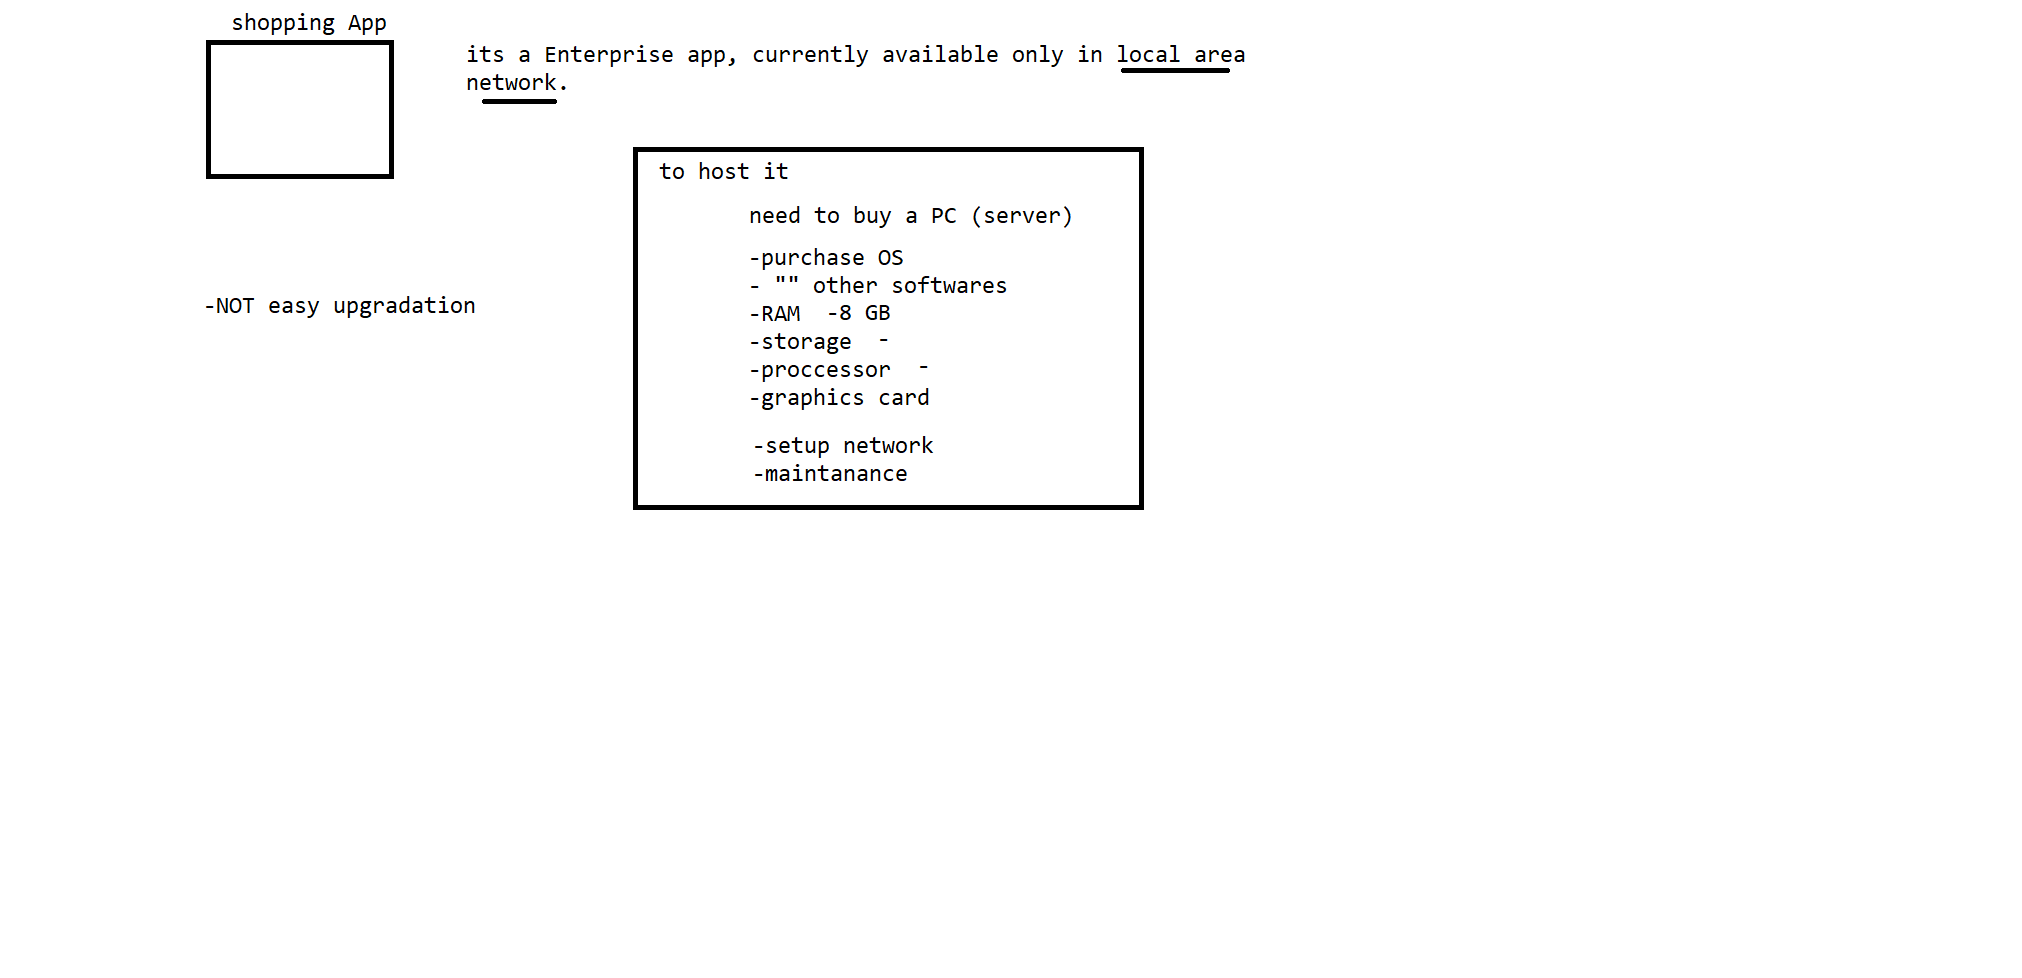 shopping App
its a Enterprise app, currently available only in local area
network.
to host it
need to buy a PC (server)
-purchase OS
- "" other softwares
-NOT easy upgradation
-RAM  -8 GB
-storage  -
-proccessor  -
-graphics card
-setup network
-maintanance